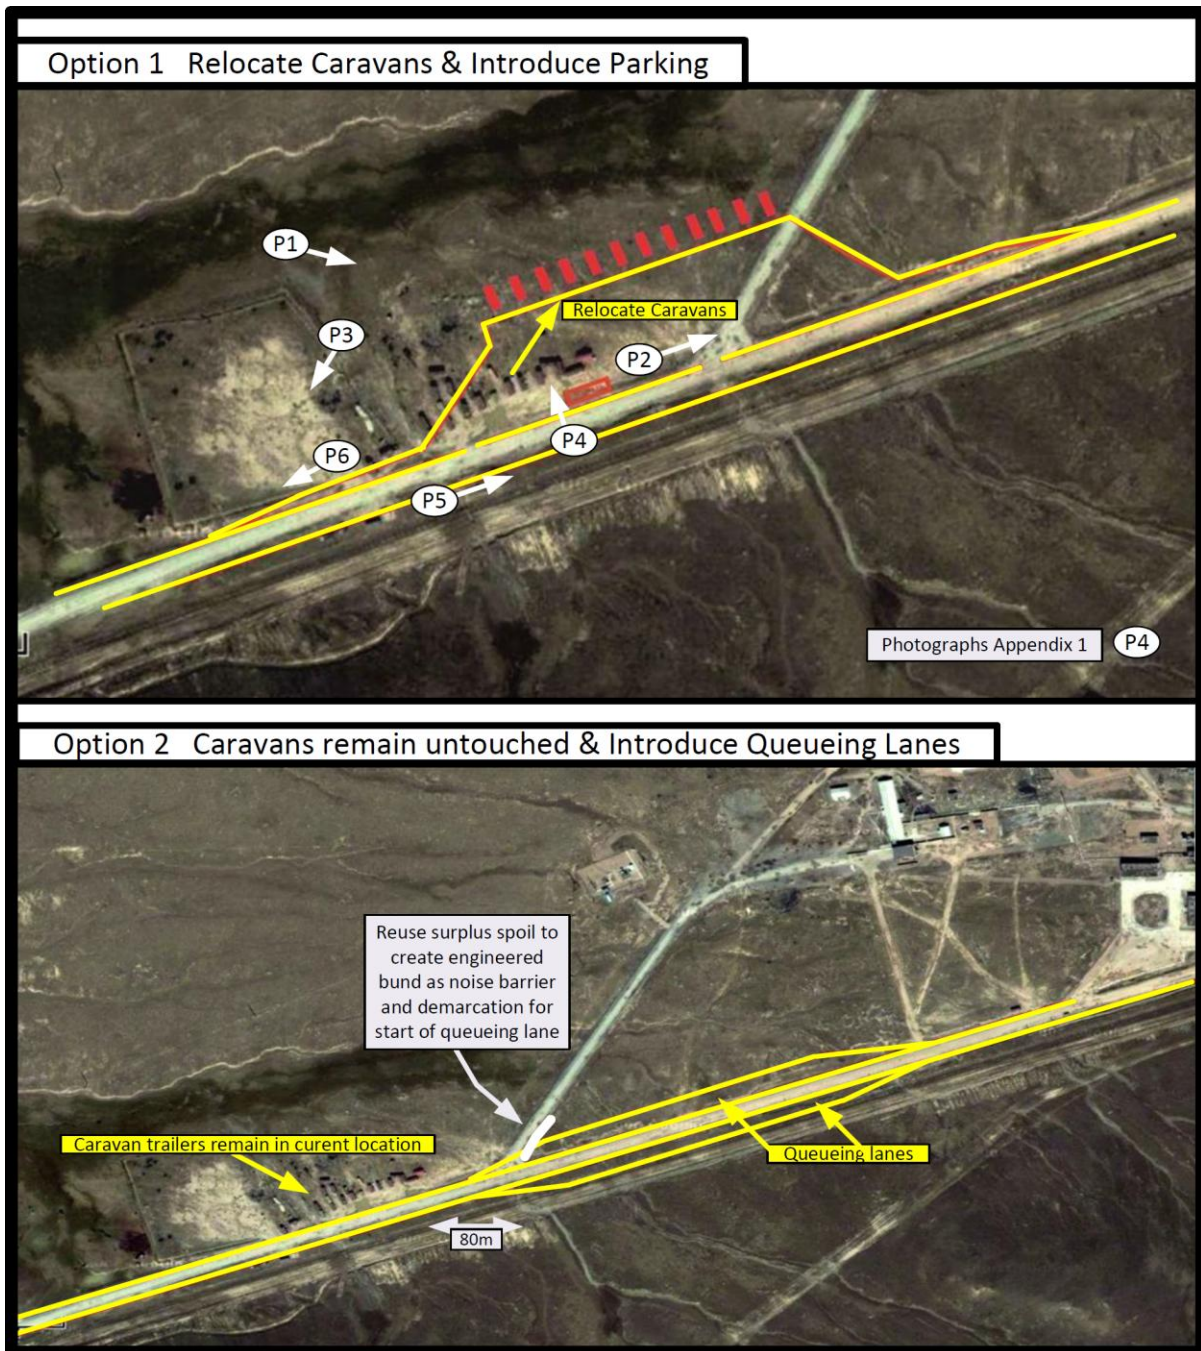 Option 1 Relocate Caravans & Introduce Parking
P1
P3
Relocate Caravans
P2
P4
P6
P5
Photographs Appendix 1
P4
Option 2 Caravans remain untouched & Introduce Queueing Lanes
Reuse surplus spoil to
create engineered
bund as noise barrier
and demarcation for
start of queueing lane
Caravan trailers remain in curent location
Queueing lanes
80m